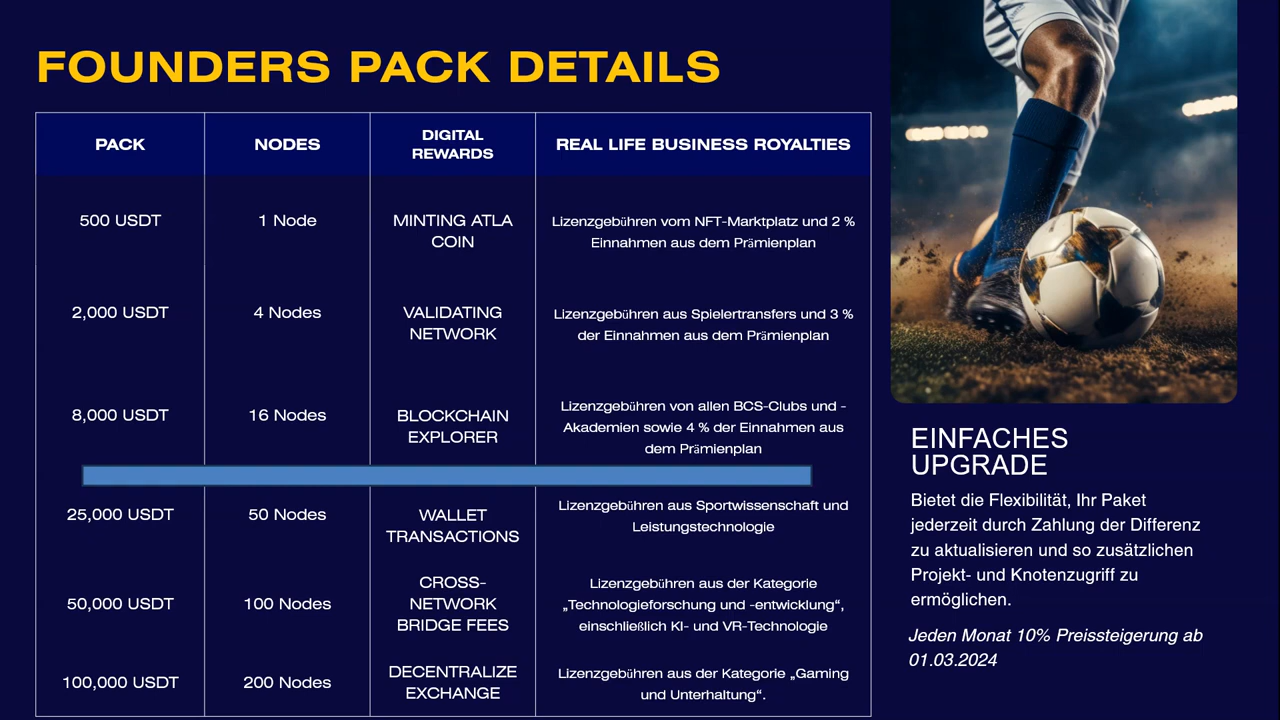 FOUNDERS PACK DETAILS
PACK
NODES
DIGITAL
REWARDS
REAL LIFE BUSINESS ROYALTIES
500 USDT
1 Node
MINTING ATLA
COIN
Lizenzgebühren vom NFT-Marktplatz und 2 %
Einnahmen aus dem Prämienplan
2,000 USDT
4 Nodes
VALIDATING
NETWORK
Lizenzgebühren aus Spielertransfers und 3 %
der Einnahmen aus dem Prämienplan
8,000 USDT
16 Nodes
BLOCKCHAIN
EXPLORER
Lizenzgebühren von allen BCS-Clubs und -
Akademien sowie 4 % der Einnahmen aus
dem Prämienplan
25,000 USDT
50 Nodes
WALLET
TRANSACTIONS
Lizenzgebühren aus Sportwissenschaft und
Leistungstechnologie
50,000 USDT
100 Nodes
CROSS-
NETWORK
BRIDGE FEES
Lizenzgebühren aus der Kategorie
„Technologieforschung und -entwicklung“,
einschließlich KI- und VR-Technologie
100,000 USDT
200 Nodes
DECENTRALIZE
EXCHANGE
Lizenzgebühren aus der Kategorie „Gaming
und Unterhaltung“.
EINFACHES
UPGRADE
Bietet die Flexibilität, Ihr Paket
jederzeit durch Zahlung der Differenz
zu aktualisieren und so zusätzlichen
Projekt- und Knotenzugriff zu
ermöglichen.
Jeden Monat 10% Preissteigerung ab
01.03.2024